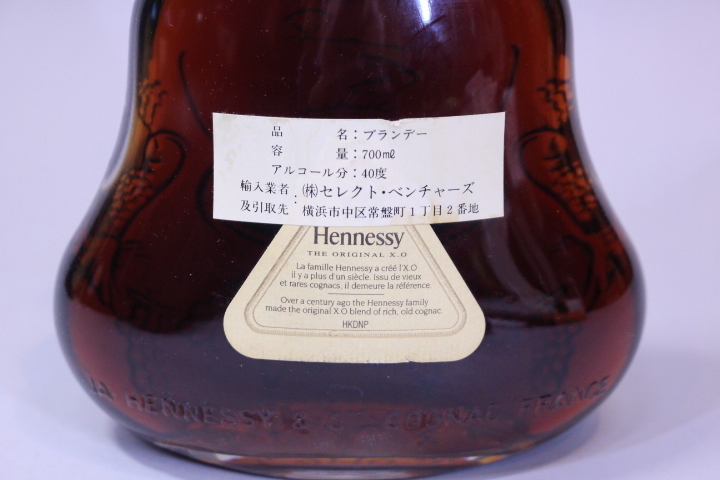 品 名：ブランデー
容 量：700㎖
アルコール分：40度
輸入業者：㈱セレクト・ベンチャーズ
及引取先 横浜市中区常盤町1丁目2番地
Hennessy
THE ORIGINAL X.O
La famille Hennessy a créé l'X.O
il y a plus d'un siècle. Issu de vieux
et rares cognacs, il demeure la référence.
Over a century ago the Hennessy family
made the original X.O blend of rich, old cognac.
HKDNP
HENNESSY & Co COGNAC FRANCE